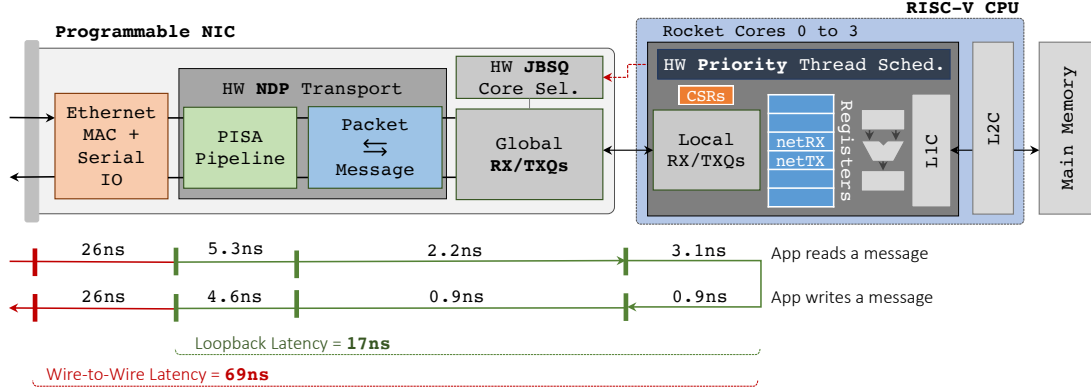 RISC-V CPU
Programmable NIC
Rocket Cores 0 to 3
HW JBSQ
Core Sel.
HW Priority Thread Sched.
HW NDP Transport
CSRs
Ethernet
MAC +
Serial
IO
PISA
Pipeline
Packet
Message
Global
RX/TXQs
Local
RX/TXQs
netRX
netTX
Registers
L1C
L2C
Main Memory
26ns
5.3ns
2.2ns
3.1ns
App reads a message
26ns
4.6ns
0.9ns
0.9ns
App writes a message
Loopback Latency = 17ns
Wire-to-Wire Latency = 69ns